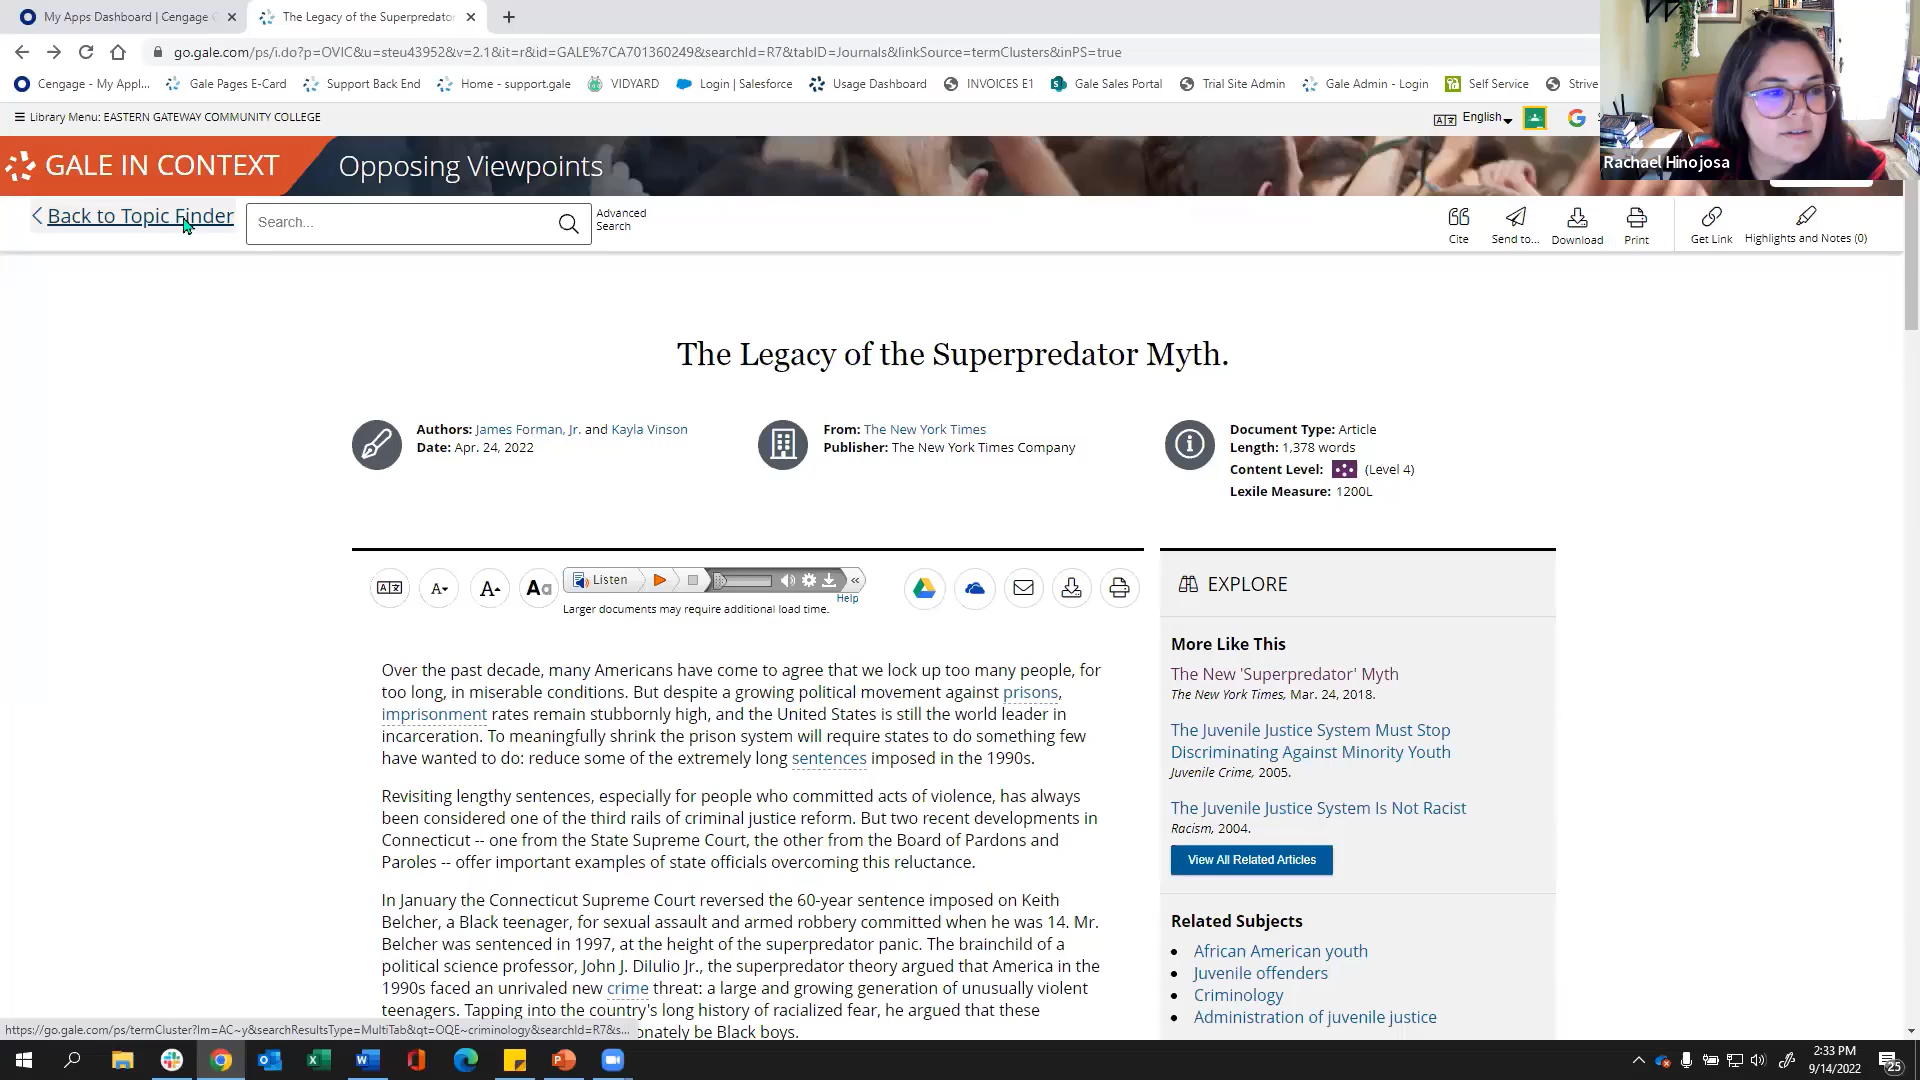 My Apps Dashboard | Cengage
The Legacy of the Superpredator
go.gale.com/ps/i.do?p=OVIC&u=steu43952&v=2.1&it=r&id=GALE%7CA701360249&searchId=R7&tabID=Journals&linkSource=termClusters&inPS=true
Cengage - My Appl...
Gale Pages E-Card
Support Back End
Home - support.gale
VIDYARD
Login | Salesforce
Usage Dashboard
INVOICES E1
Gale Sales Portal
Trial Site Admin
Gale Admin - Login
Self Service
Strive
Library Menu: EASTERN GATEWAY COMMUNITY COLLEGE
English
GALE IN CONTEXT
Opposing Viewpoints
Rachael Hinojosa
Back to Topic Finder
Search...
Advanced
Search
Cite
Send to...
Download
Print
Get Link
Highlights and Notes (0)
The Legacy of the Superpredator Myth.
Authors: James Forman, Jr. and Kayla Vinson
Date: Apr. 24, 2022
From: The New York Times
Publisher: The New York Times Company
Document Type: Article
Length: 1,378 words
Content Level: (Level 4)
Lexile Measure: 1200L
A
A
Aa
Listen
Help
Larger documents may require additional load time.
Over the past decade, many Americans have come to agree that we lock up too many people, for
too long, in miserable conditions. But despite a growing political movement against prisons,
imprisonment rates remain stubbornly high, and the United States is still the world leader in
incarceration. To meaningfully shrink the prison system will require states to do something few
have wanted to do: reduce some of the extremely long sentences imposed in the 1990s.
Revisiting lengthy sentences, especially for people who committed acts of violence, has always
been considered one of the third rails of criminal justice reform. But two recent developments in
Connecticut -- one from the State Supreme Court, the other from the Board of Pardons and
Paroles -- offer important examples of state officials overcoming this reluctance.
In January the Connecticut Supreme Court reversed the 60-year sentence imposed on Keith
Belcher, a Black teenager, for sexual assault and armed robbery committed when he was 14. Mr.
Belcher was sentenced in 1997, at the height of the superpredator panic. The brainchild of a
political science professor, John J. DiIulio Jr., the superpredator theory argued that America in the
1990s faced an unrivaled new crime threat: a large and growing generation of unusually violent
teenagers. Tapping into the country's long history of racialized fear, he argued that these
onately be Black boys.
EXPLORE
More Like This
The New 'Superpredator' Myth
The New York Times, Mar. 24, 2018.
The Juvenile Justice System Must Stop
Discriminating Against Minority Youth
Juvenile Crime, 2005.
The Juvenile Justice System Is Not Racist
Racism, 2004.
View All Related Articles
Related Subjects
African American youth
Juvenile offenders
Criminology
Administration of juvenile justice
https://go.gale.com/ps/termCluster?lm=AC~y&searchResultsType=MultiTab&qt=OQE~criminology&searchId=R7&s...
2:33 PM
9/14/2022
25